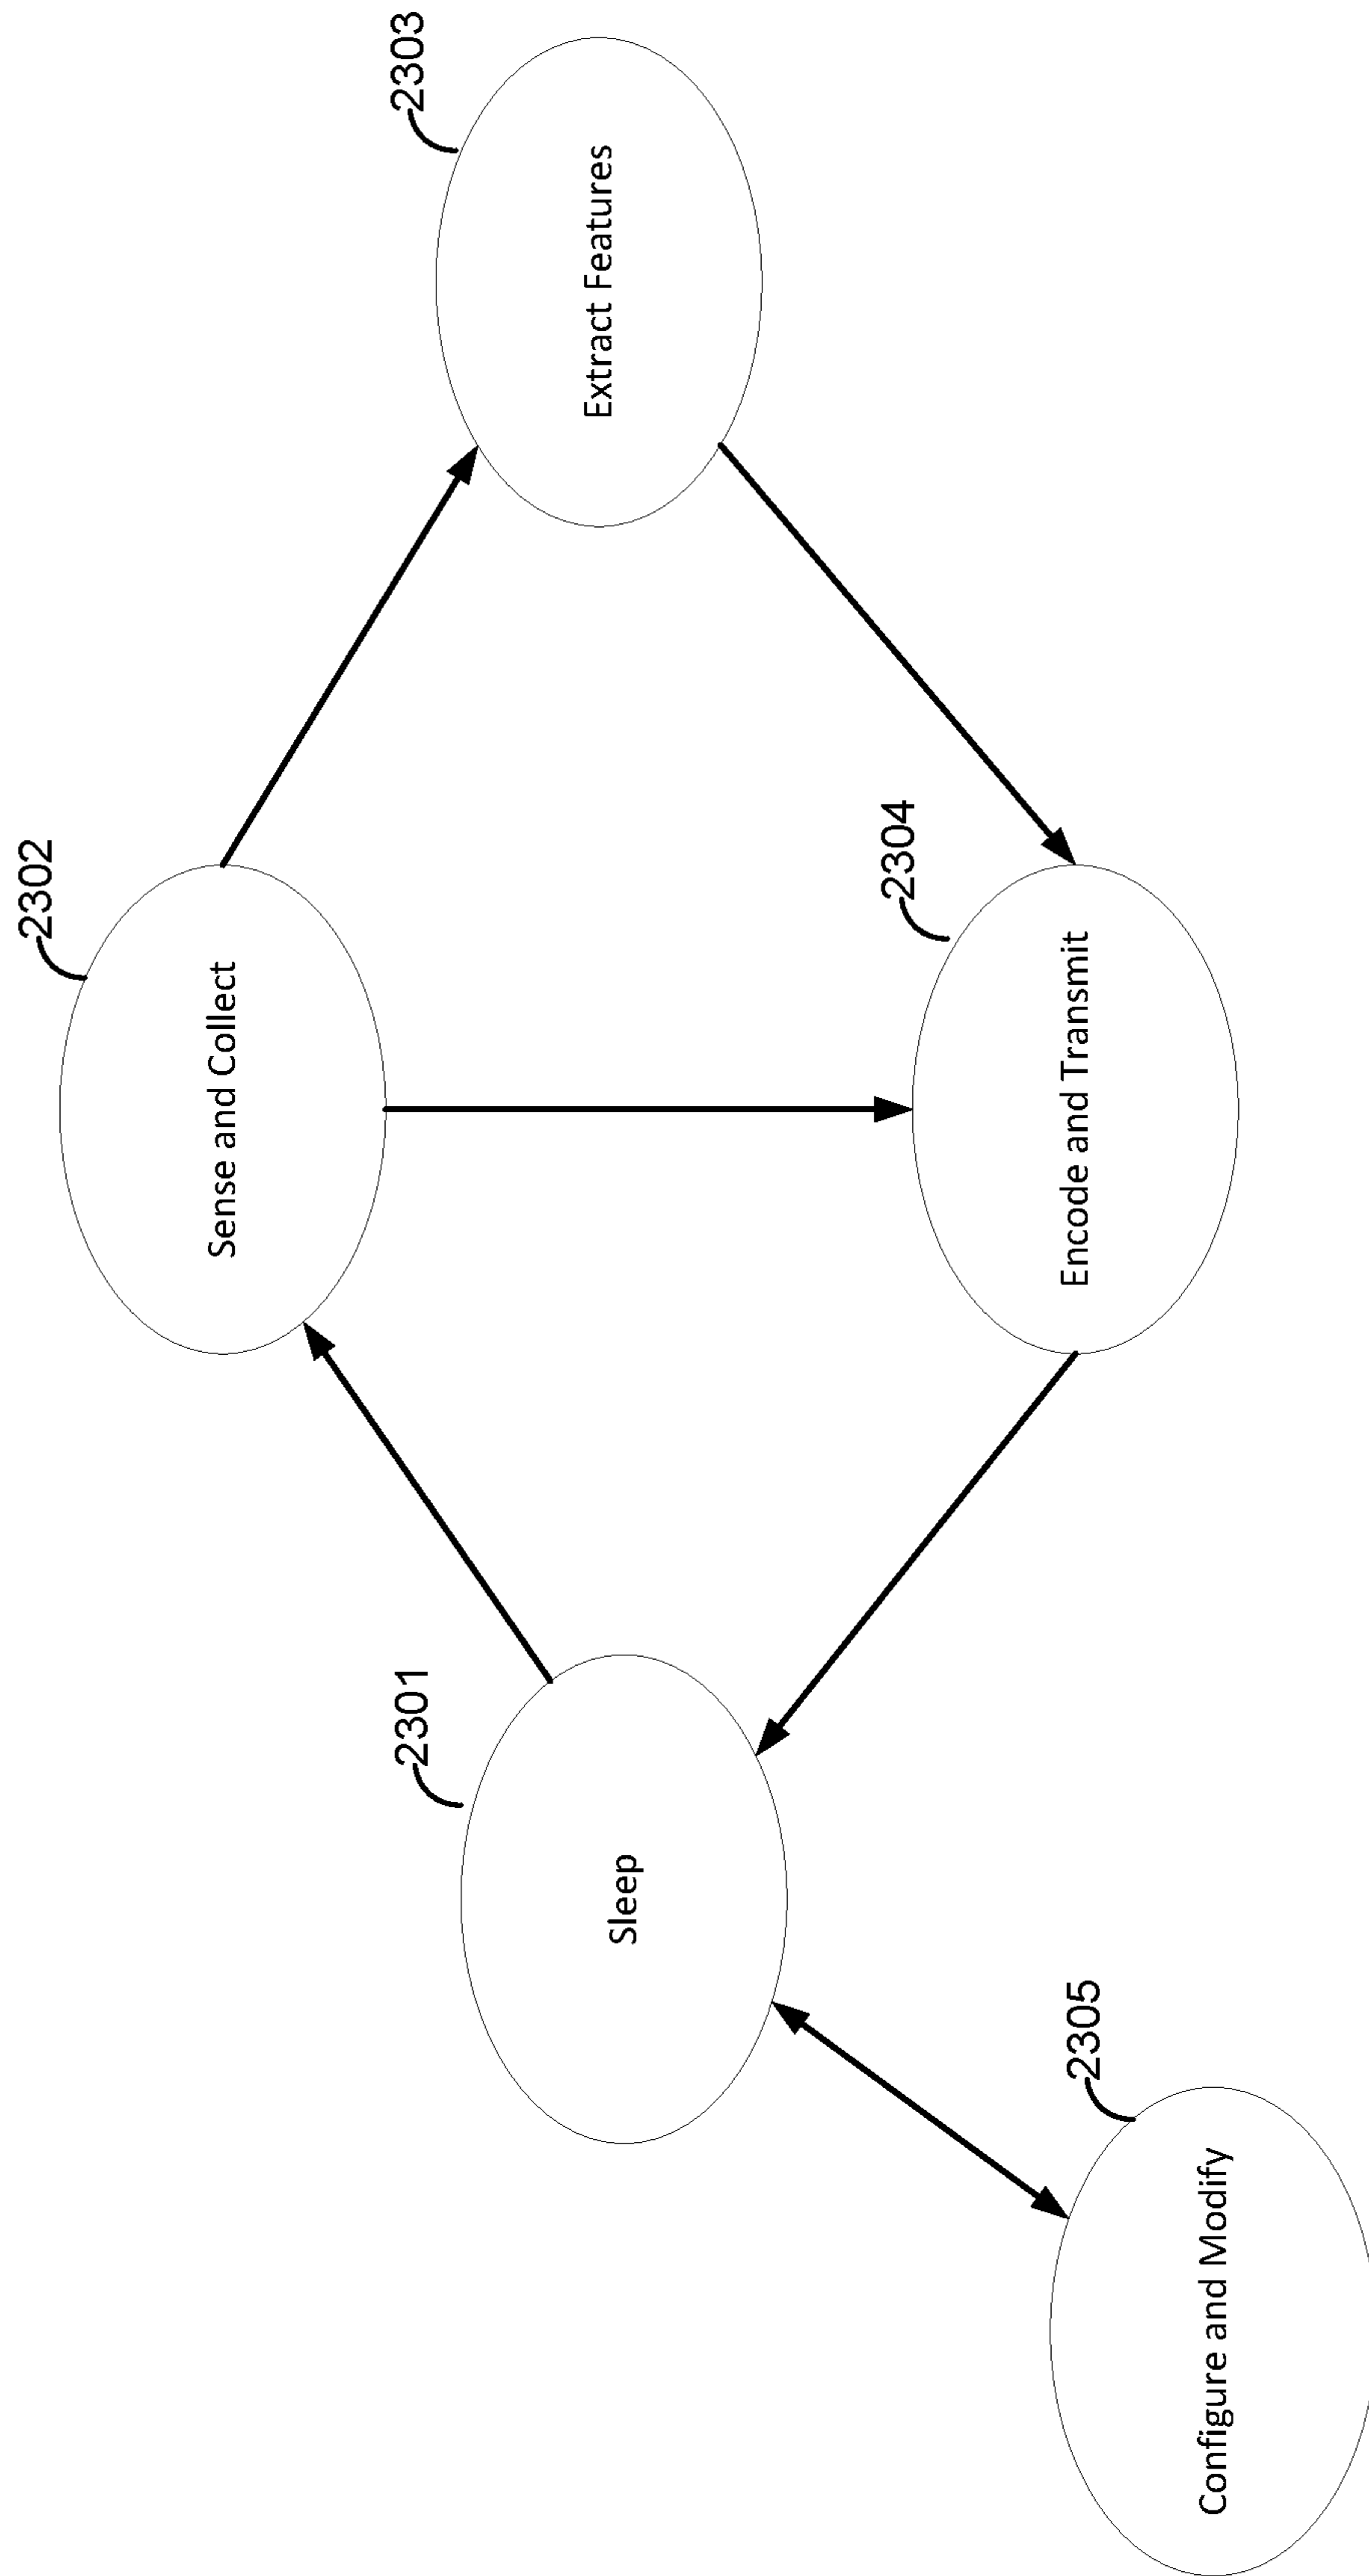 2302
Sense and Collect
2303
Extract Features
2301
Sleep
2304
Encode and Transmit
2305
Configure and Modify